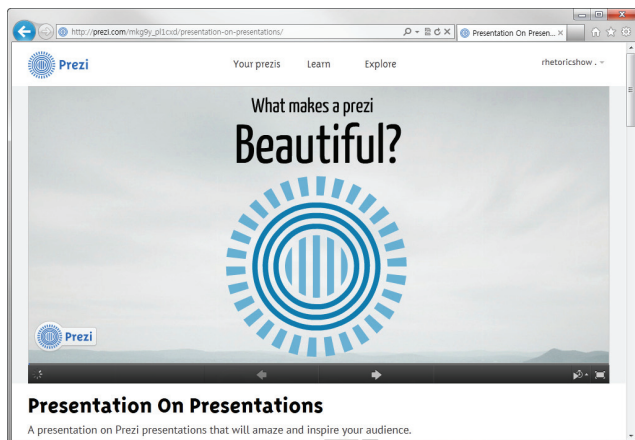 http://prezi.com/mkg9y_pl1cxd/presentation-on-presentations/
Presentation On Presen...
Prezi
Your prezis
Learn
Explore
rhetoricshow .
What makes a prezi
Beautiful?
Prezi
Presentation On Presentations
A presentation on Prezi presentations that will amaze and inspire your audience.